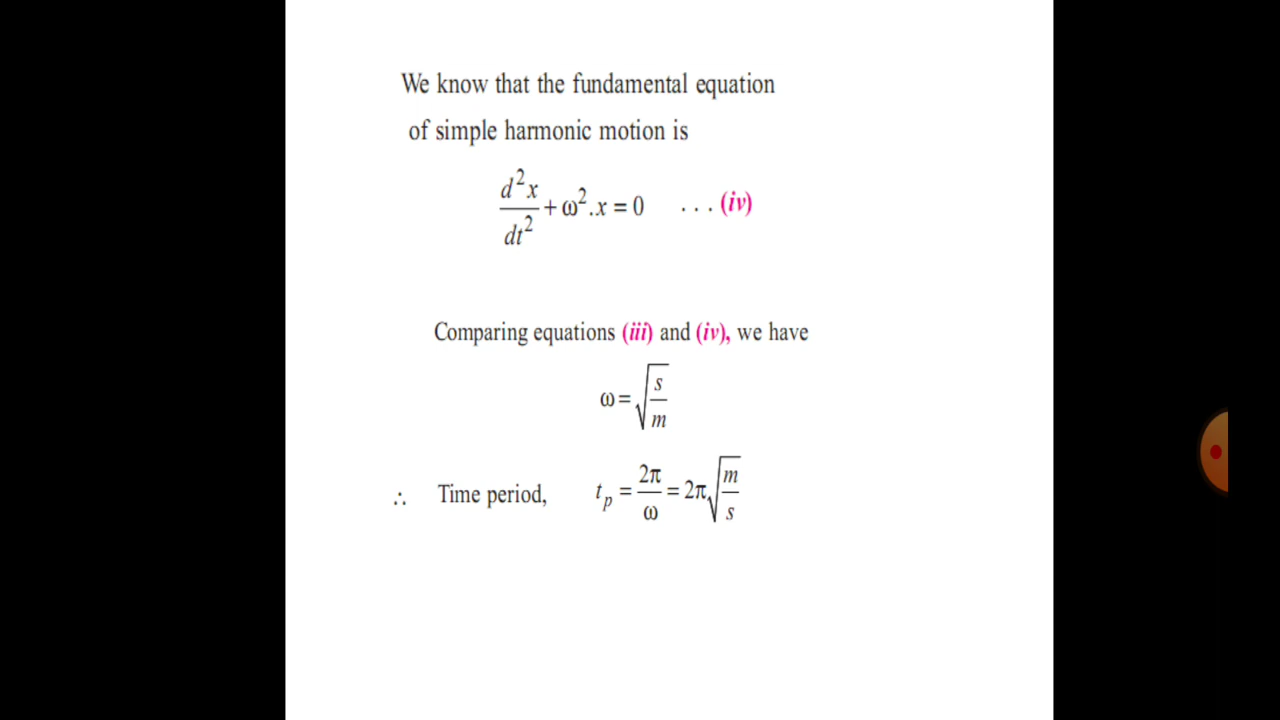 We know that the fundamental equation
of simple harmonic motion is
d²x/dt² + ω².x = 0 . . . (iv)
Comparing equations (iii) and (iv), we have
ω = √(s/m)
∴ Time period, tₚ = 2π/ω = 2π√(m/s)